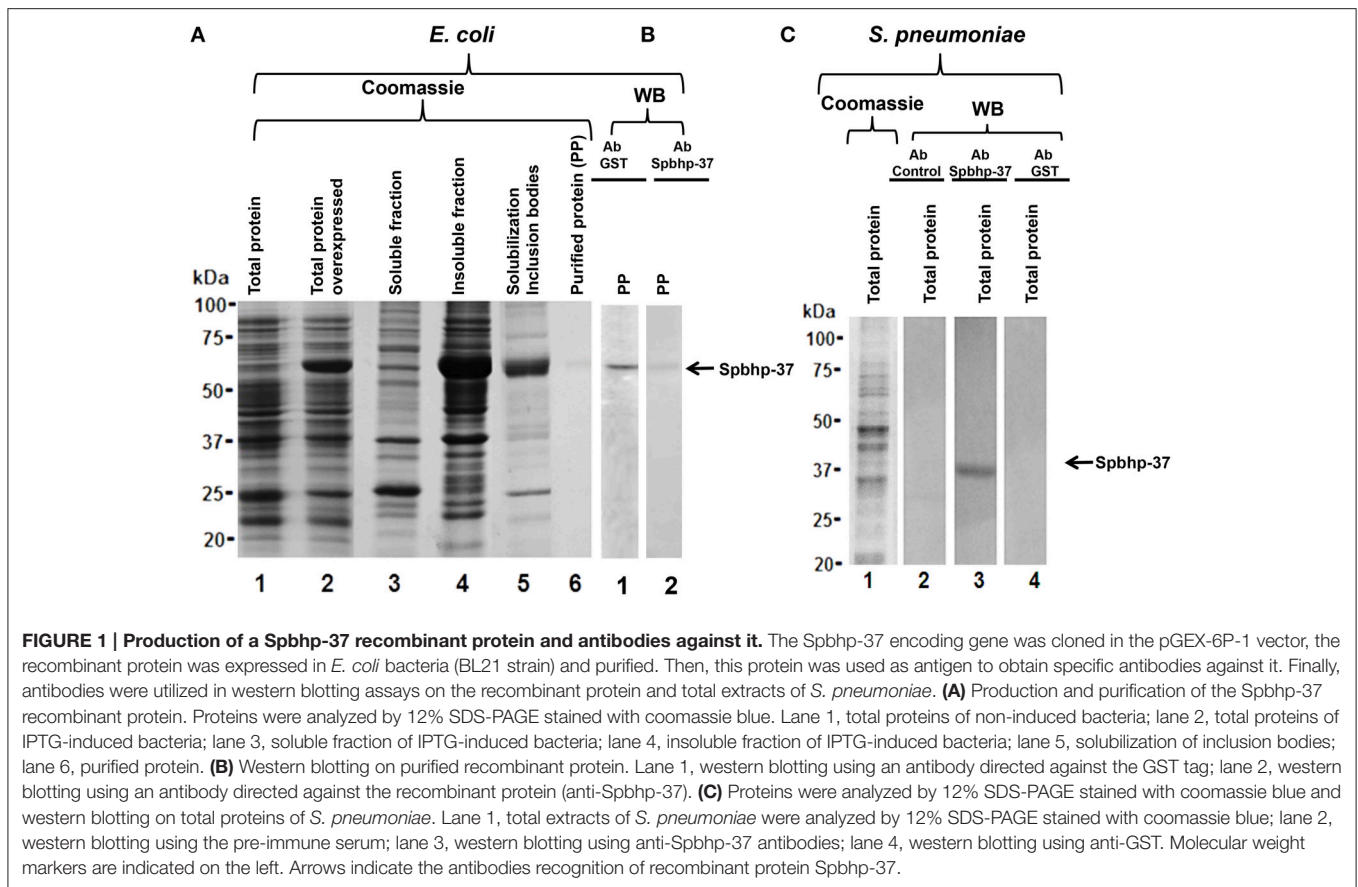 A
E. coli
B
C
S. pneumoniae
Coomassie
WB
Coomassie
WB
Ab GST
Ab Spbhp-37
Ab Control
Ab Spbhp-37
Ab GST
Total protein
Total protein overexpressed
Soluble fraction
Insoluble fraction
Solubilization Inclusion bodies
Purified protein (PP)
PP
PP
Total protein
Total protein
Total protein
Total protein
kDa
100-
75-
50-
37-
25-
20-
Spbhp-37
kDa
100-
75-
50-
37-
25-
20-
Spbhp-37
1 2 3 4 5 6 1 2
1 2 3 4
FIGURE 1 | Production of a Spbhp-37 recombinant protein and antibodies against it. The Spbhp-37 encoding gene was cloned in the pGEX-6P-1 vector, the
recombinant protein was expressed in E. coli bacteria (BL21 strain) and purified. Then, this protein was used as antigen to obtain specific antibodies against it. Finally,
antibodies were utilized in western blotting assays on the recombinant protein and total extracts of S. pneumoniae. (A) Production and purification of the Spbhp-37
recombinant protein. Proteins were analyzed by 12% SDS-PAGE stained with coomassie blue. Lane 1, total proteins of non-induced bacteria; lane 2, total proteins of
IPTG-induced bacteria; lane 3, soluble fraction of IPTG-induced bacteria; lane 4, insoluble fraction of IPTG-induced bacteria; lane 5, solubilization of inclusion bodies;
lane 6, purified protein. (B) Western blotting on purified recombinant protein. Lane 1, western blotting using an antibody directed against the GST tag; lane 2, western
blotting using an antibody directed against the recombinant protein (anti-Spbhp-37). (C) Proteins were analyzed by 12% SDS-PAGE stained with coomassie blue and
western blotting on total proteins of S. pneumoniae. Lane 1, total extracts of S. pneumoniae were analyzed by 12% SDS-PAGE stained with coomassie blue; lane 2,
western blotting using the pre-immune serum; lane 3, western blotting using anti-Spbhp-37 antibodies; lane 4, western blotting using anti-GST. Molecular weight
markers are indicated on the left. Arrows indicate the antibodies recognition of recombinant protein Spbhp-37.